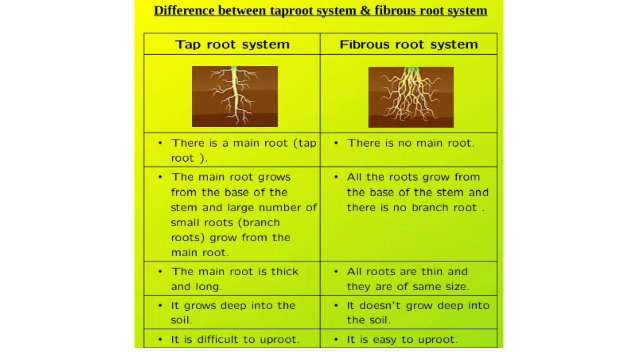 Difference between taproot system & fibrous root system
Tap root system
Fibrous root system
• There is a main root (tap
root ).
• There is no main root.
• The main root grows
from the base of the
stem and large number of
small roots (branch
roots) grow from the
main root.
• All the roots grow from
the base of the stem and
there is no branch root .
• The main root is thick
and long.
• All roots are thin and
they are of same size.
• It grows deep into the
soil.
• It doesn't grow deep into
the soil.
• It is difficult to uproot.
• It is easy to uproot.